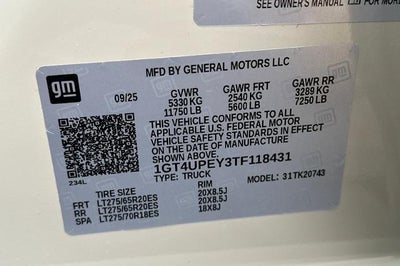 SEE OWNER'S MANUAL
gm
MFD BY GENERAL MOTORS LLC
09/25 GVWR GAWR FRT GAWR RR
5330 KG 2540 KG 3289 KG
11750 LB 5600 LB 7250 LB
THIS VEHICLE CONFORMS TO ALL
APPLICABLE U.S. FEDERAL MOTOR
VEHICLE SAFETY STANDARDS IN
EFFECT ON THE DATE OF
MANUFACTURE SHOWN ABOVE.
1GT4UPEY3TF118431
234L TYPE: TRUCK 31TK20743
TIRE SIZE RIM
FRT LT275/65R20ES 20X8.5J
RR LT275/65R20ES 20X8.5J
SPA LT275/70R18ES 18X8J